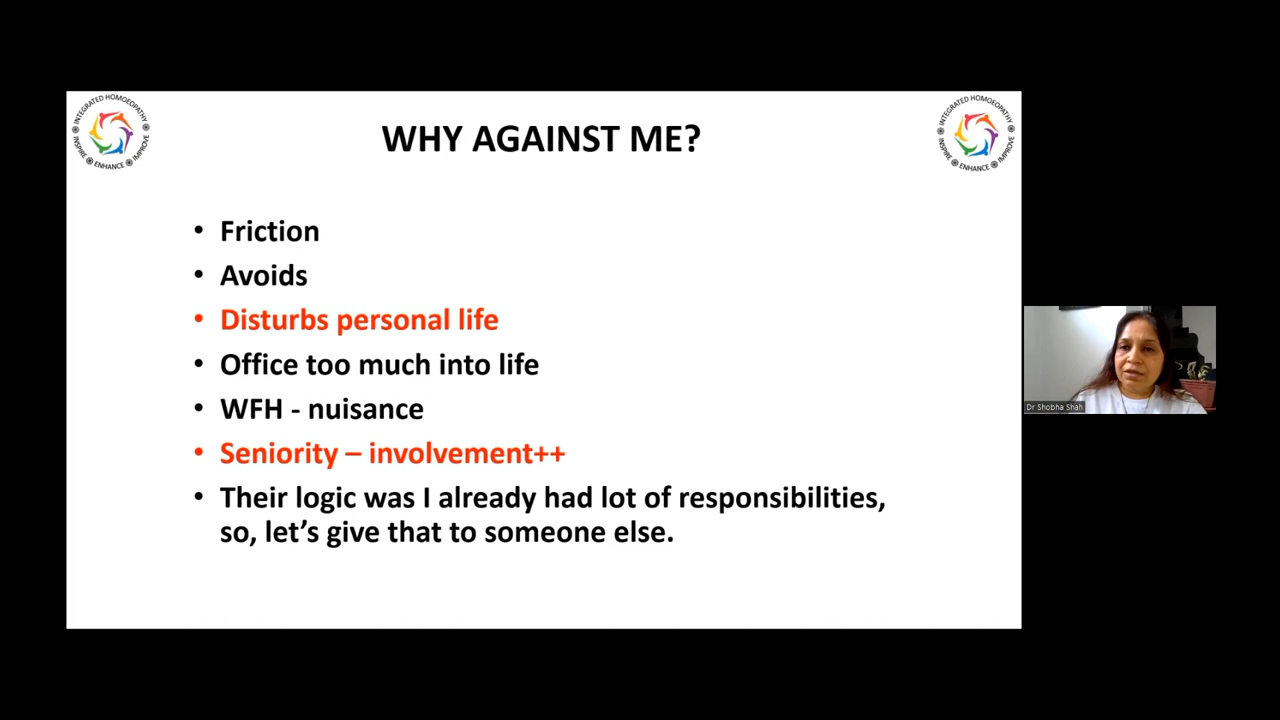 INTEGRATED HOMOEOPATHY
INSPIRE ENHANCE IMPROVE
INTEGRATED HOMOEOPATHY
INSPIRE ENHANCE IMPROVE
WHY AGAINST ME?
• Friction
• Avoids
• Disturbs personal life
• Office too much into life
• WFH - nuisance
• Seniority – involvement++
• Their logic was I already had lot of responsibilities,
so, let’s give that to someone else.
Dr Shobha Shah